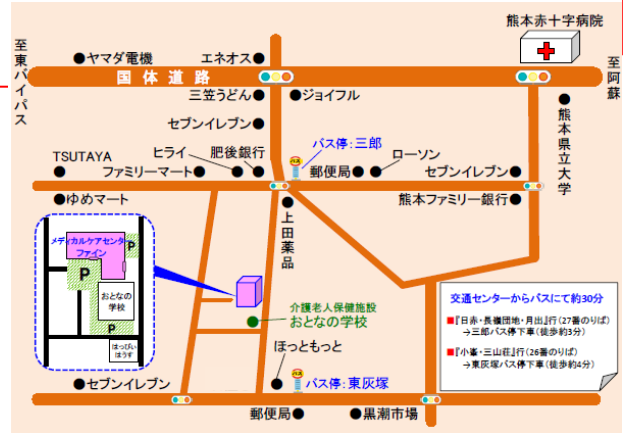 熊本赤十字病院
至東バイパス
●ヤマダ電機
エネオス●
至阿蘇
国体道路
三笠うどん●
●ジョイフル
●熊本県立大学
セブンイレブン●
バス停:三郎
TSUTAYA
ヒライ
肥後銀行
ローソン
ファミリーマート●
郵便局●
セブンイレブン●
●ゆめマート
●上田薬品
熊本ファミリー銀行●
メディカルケアセンター
ファイン
P
P
おとなの
学校
P
はっぴぃ
はうす
介護老人保健施設
おとなの学校
交通センターからバスにて約30分
■『日赤・長嶺団地・月出』行(27番のりば)
→三郎バス停下車(徒歩約3分)
■『小峯・三山荘』行(26番のりば)
→東灰塚バス停下車(徒歩約4分)
ほっともっと
●セブンイレブン
バス停:東灰塚
郵便局●
●黒潮市場